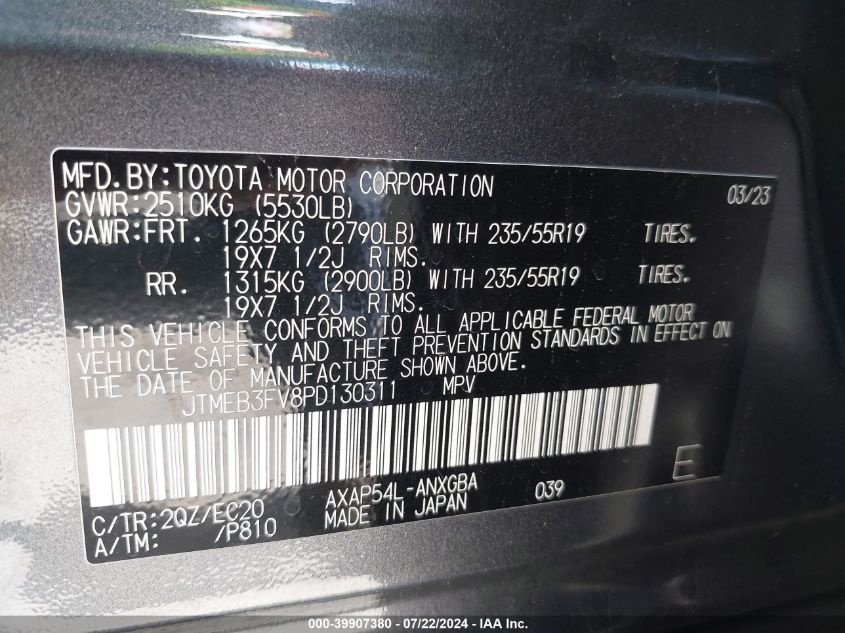 MFD.BY:TOYOTA MOTOR CORPORATION 03/23
GVWR:2510KG (5530LB)
GAWR:FRT. 1265KG (2790LB) WITH 235/55R19 TIRES.
19X7 1/2J RIMS.
RR. 1315KG (2900LB) WITH 235/55R19 TIRES.
19X7 1/2J RIMS.
THIS VEHICLE CONFORMS TO ALL APPLICABLE FEDERAL MOTOR
VEHICLE SAFETY AND THEFT PREVENTION STANDARDS IN EFFECT ON
THE DATE OF MANUFACTURE SHOWN ABOVE.
JTMEB3FV8PD130311 MPV
E
C/TR:2QZ/EC20 AXAP54L-ANXGBA 039
A/TM: /P810 MADE IN JAPAN
000-39907380 - 07/22/2024 - IAA Inc.